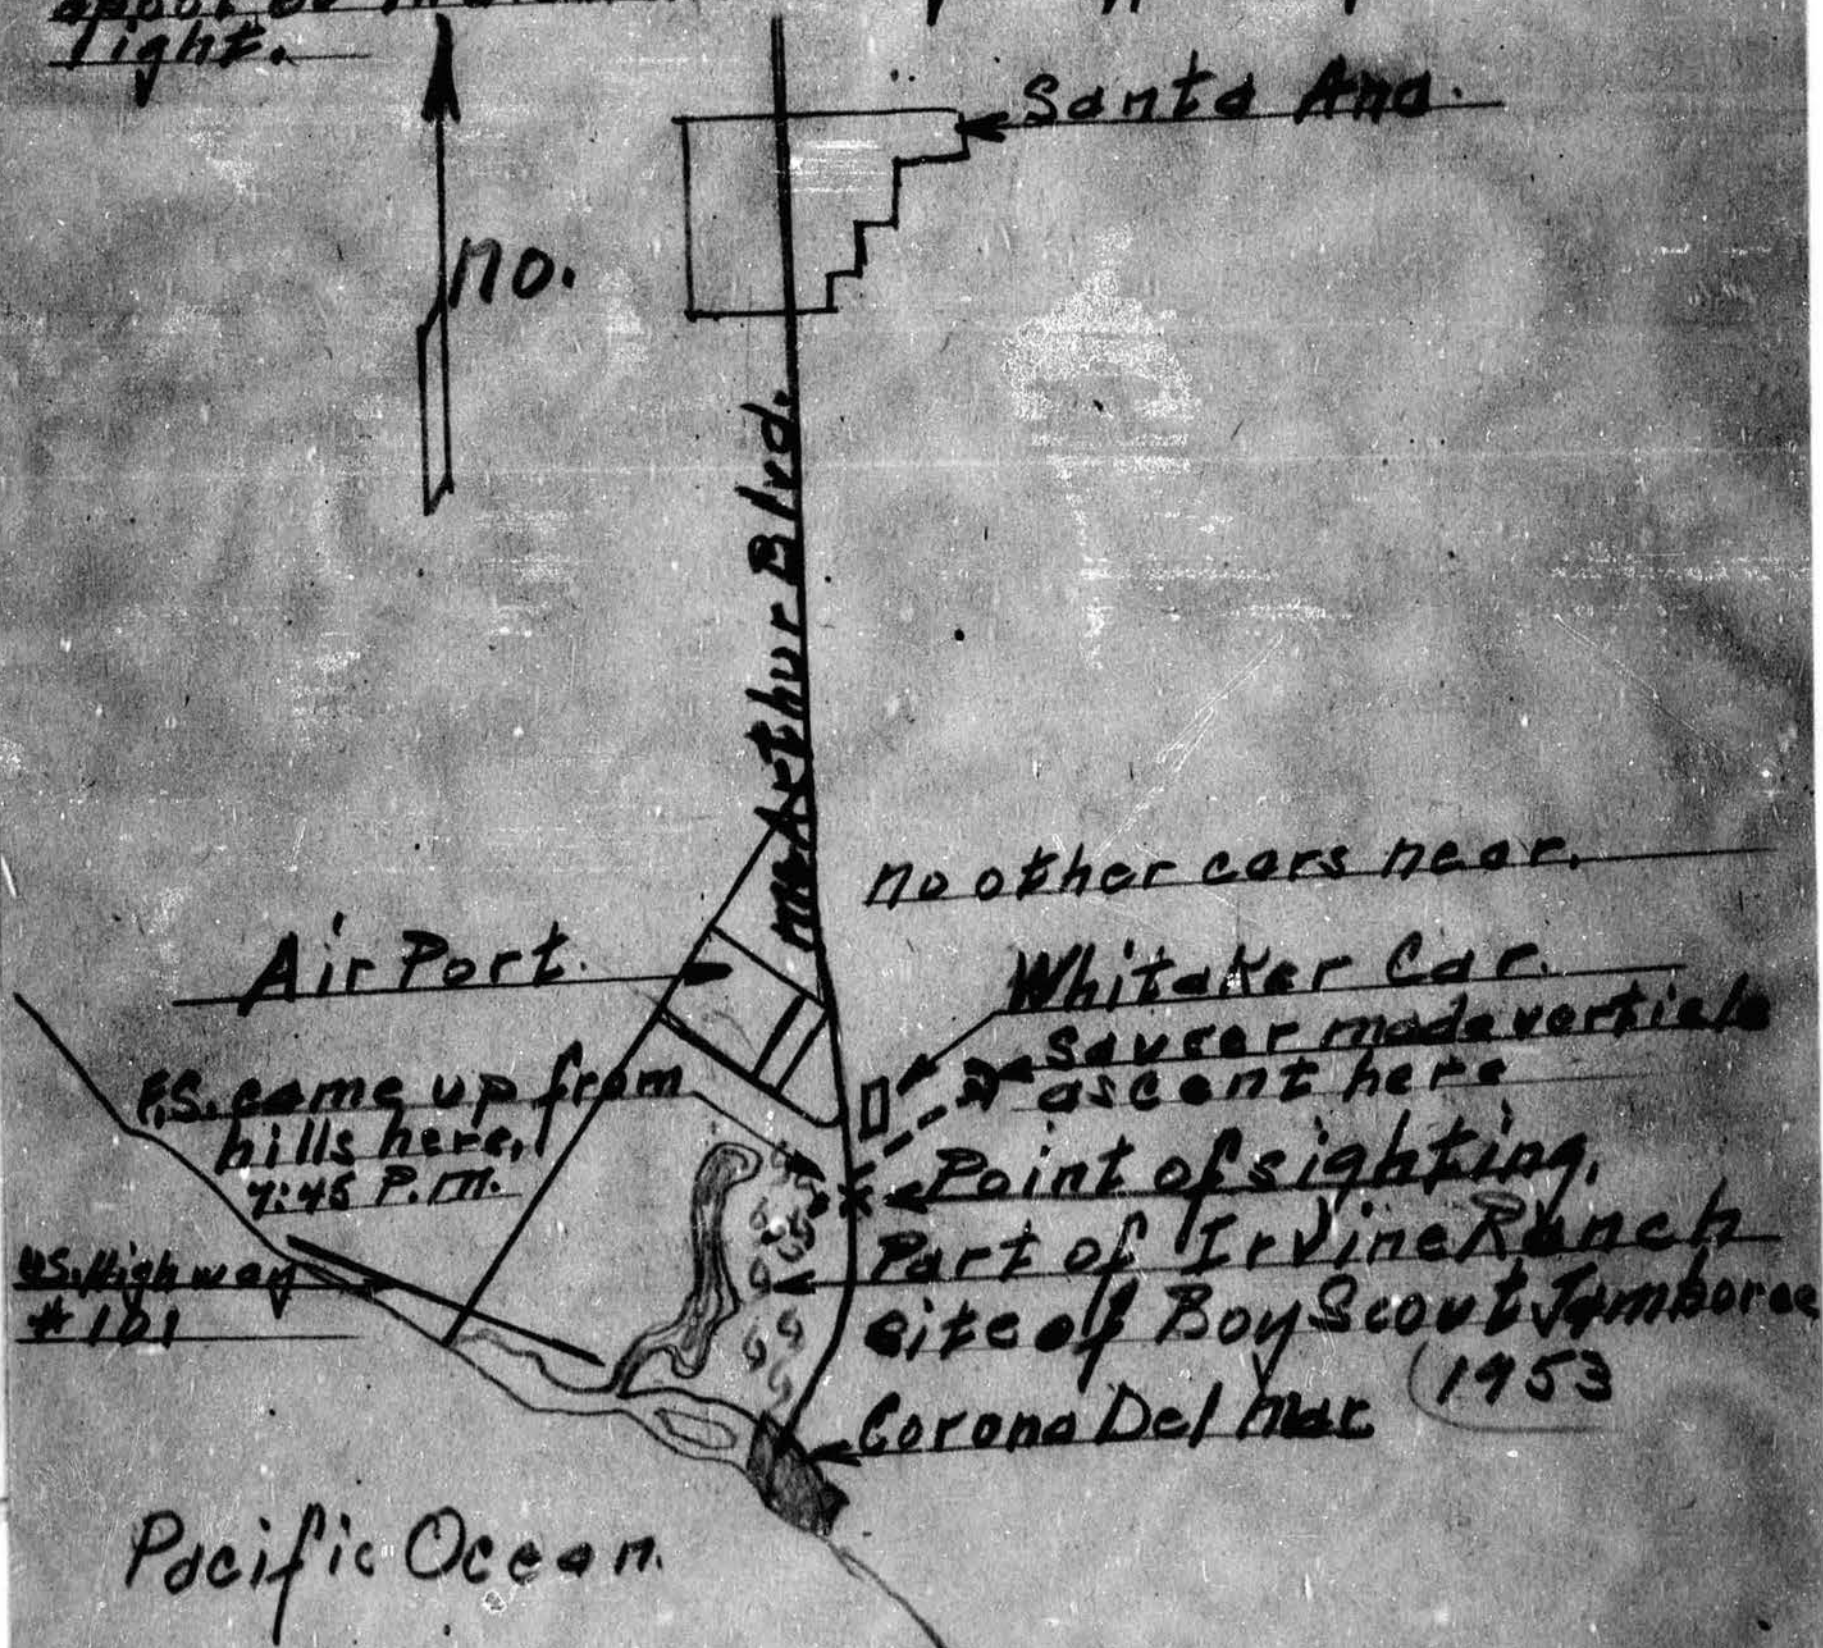 light.
Santa Ana.
no.
McArthur Blvd.
no other cars near.
Air Port.
Whitaker Car.
saucer made verticle
ascent here
F.S. came up from
hills here,
7:45 P.M.
Point of sighting.
Part of Irvine Ranch
U.S. Highway
#101
site of Boy Scout Jamboree
1953
Corona Del Mar
Pacific Ocean.